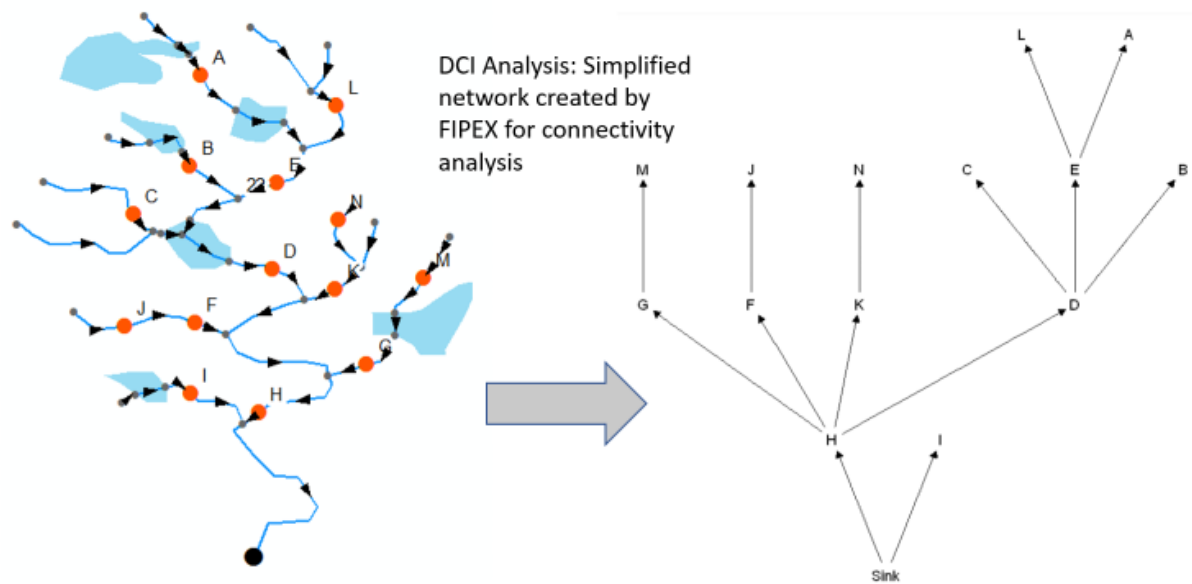 A
L
DCI Analysis: Simplified
network created by
FIPEX for connectivity
analysis
B
E
22
C
N
D
K
M
J
F
G
I
H
L
A
M
J
N
C
E
B
G
F
K
D
H
I
Sink